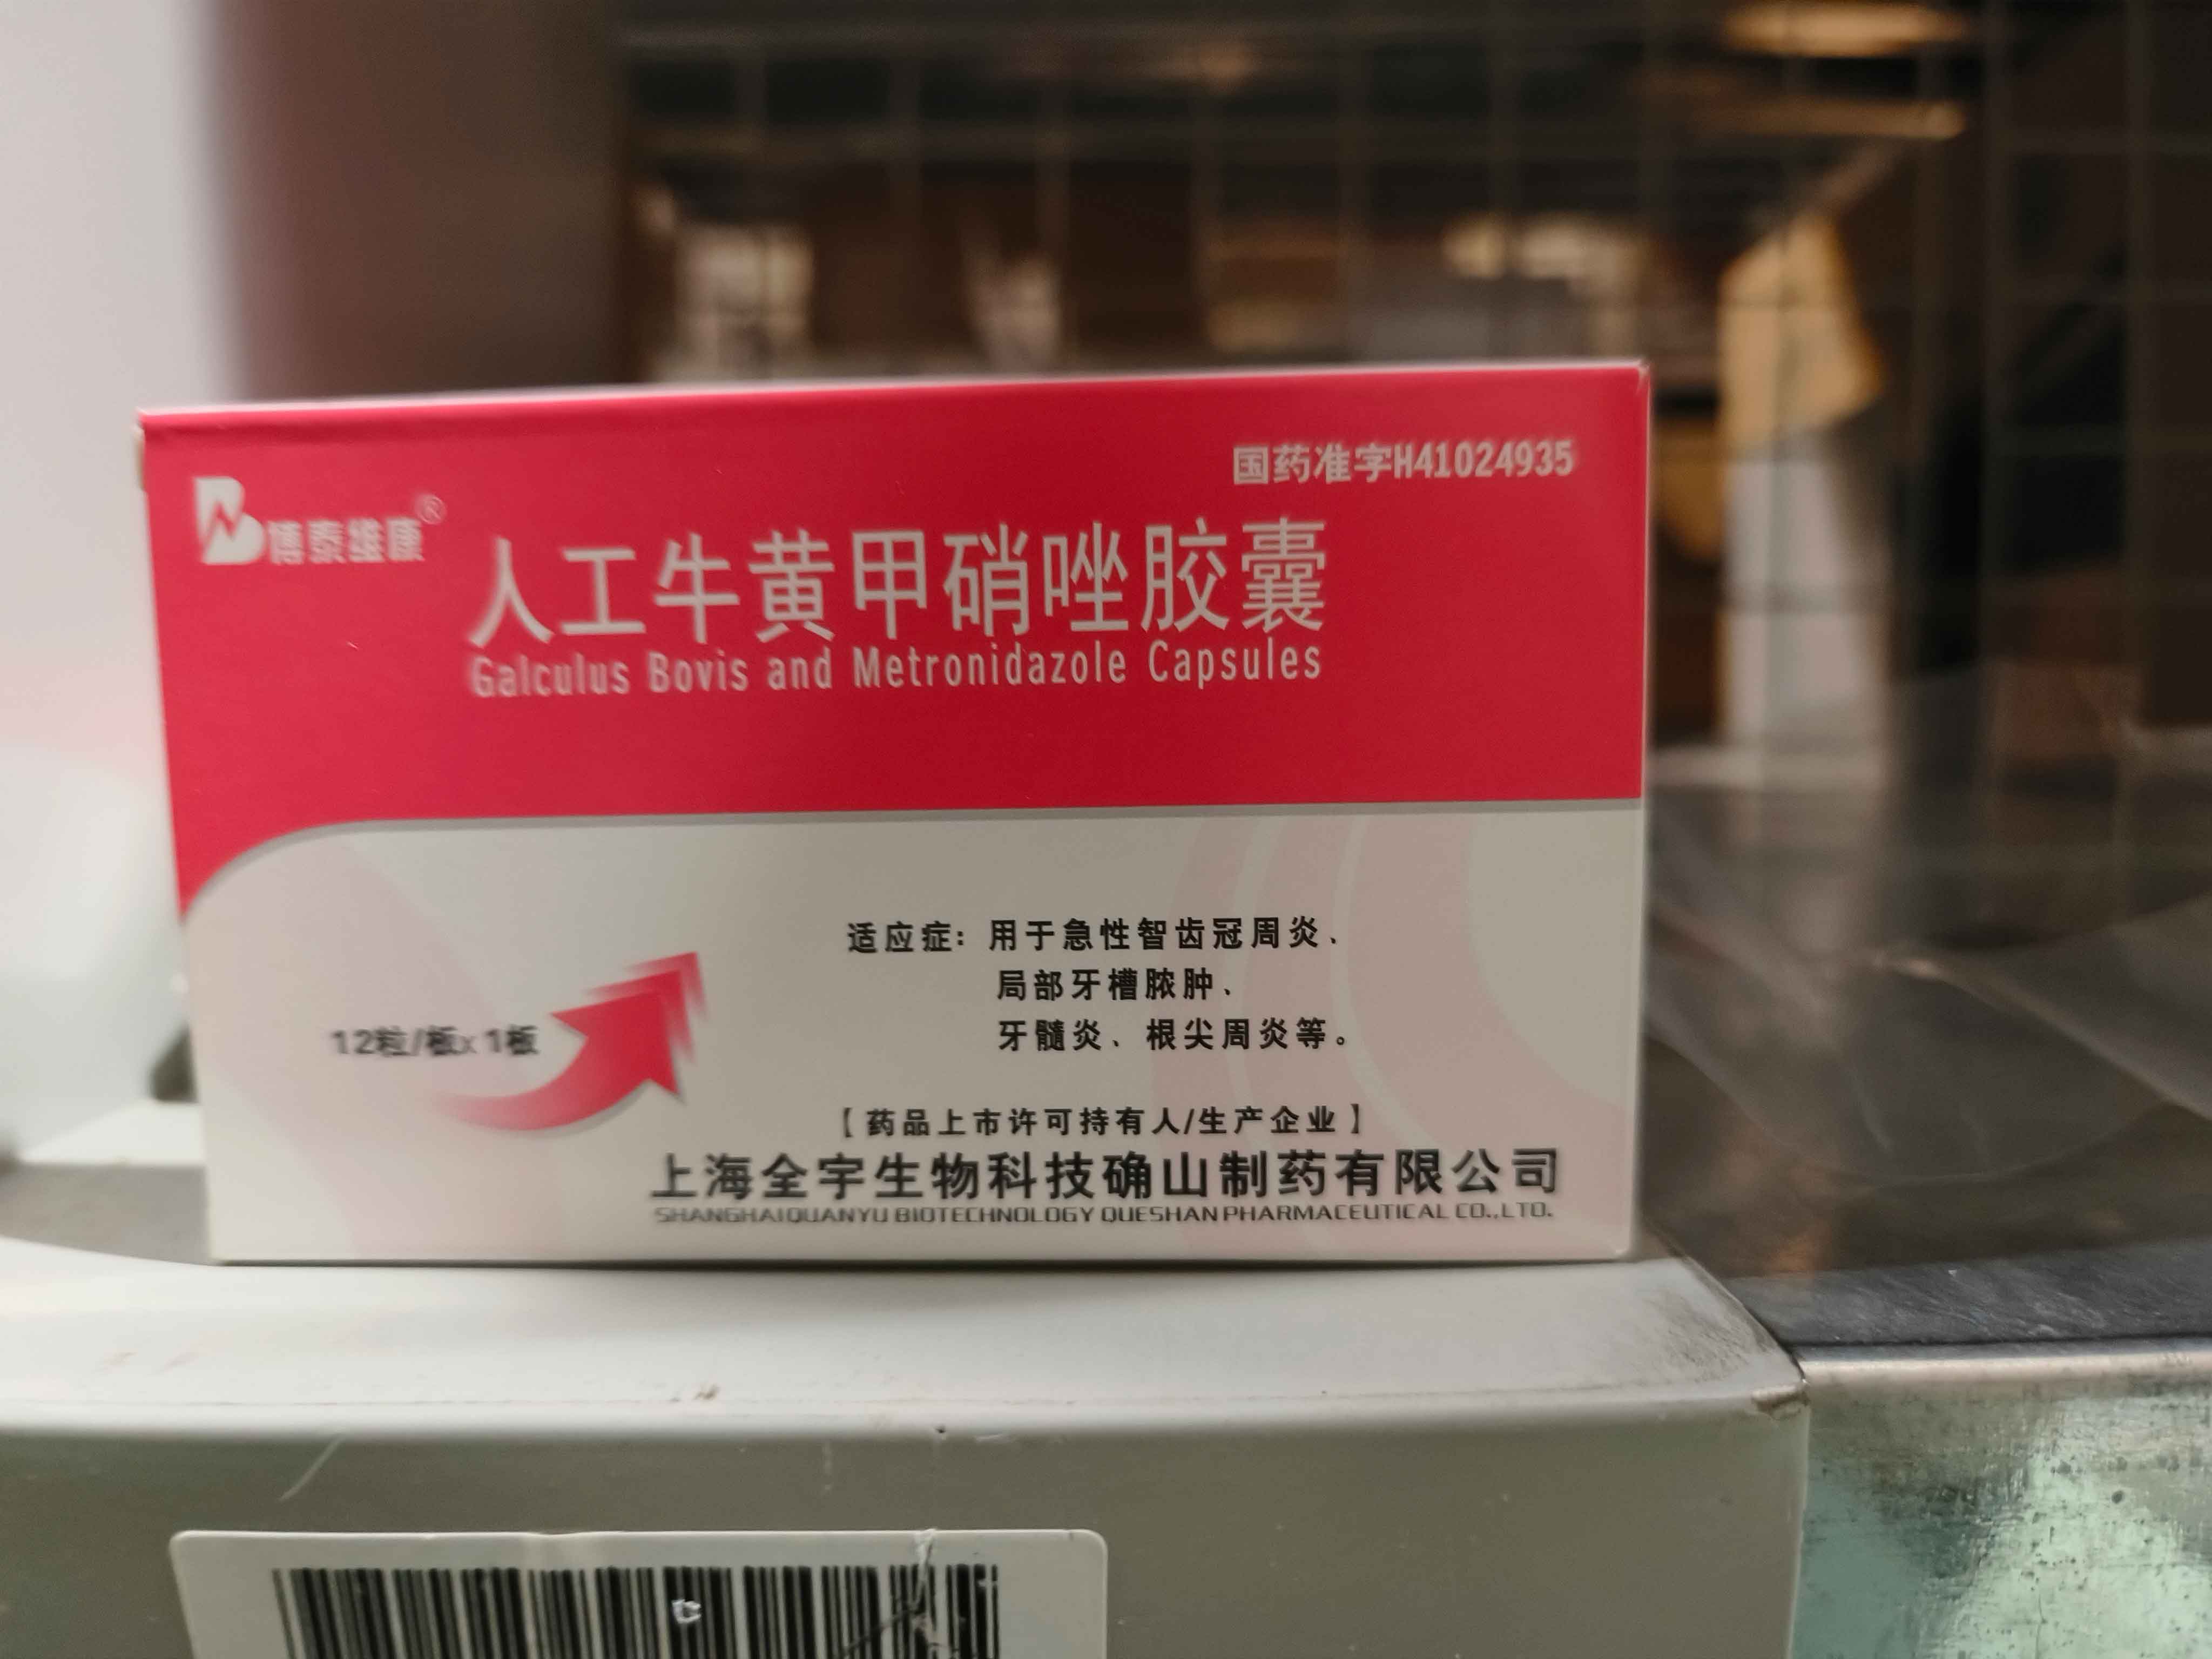 国药准字H41024935
博泰维康®
人工牛黄甲硝唑胶囊
Galculus Bovis and Metronidazole Capsules
适应症：用于急性智齿冠周炎、
局部牙槽脓肿、
牙髓炎、根尖周炎等。
12粒/板x1板
【药品上市许可持有人/生产企业】
上海全宇生物科技确山制药有限公司
SHANGHAIQUANYU BIOTECHNOLOGY QUESHAN PHARMACEUTICAL CO.,LTD.